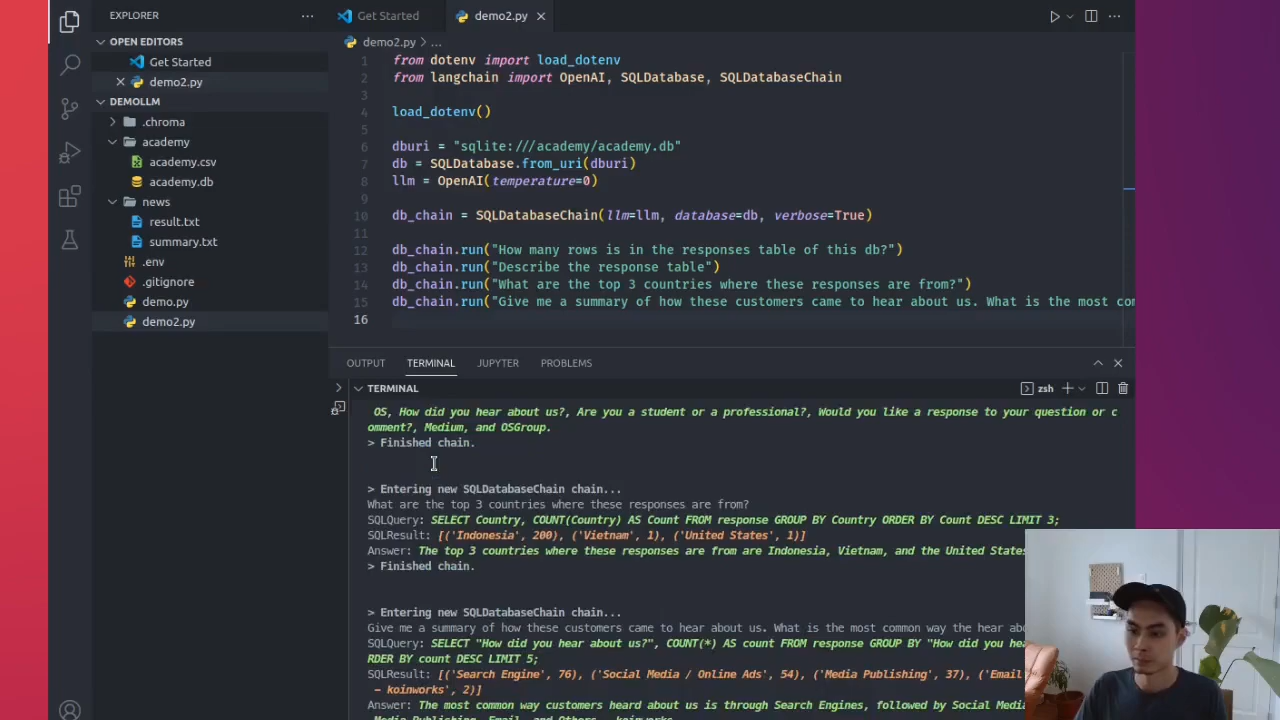 EXPLORER
OPEN EDITORS
Get Started
demo2.py
DEMOLLM
.chroma
academy
academy.csv
academy.db
news
result.txt
summary.txt
.env
.gitignore
demo.py
demo2.py
Get Started
demo2.py
demo2.py > ...
1 from dotenv import load_dotenv
2 from langchain import OpenAI, SQLDatabase, SQLDatabaseChain
3
4 load_dotenv()
5
6 dburi = "sqlite:///academy/academy.db"
7 db = SQLDatabase.from_uri(dburi)
8 llm = OpenAI(temperature=0)
9
10 db_chain = SQLDatabaseChain(llm=llm, database=db, verbose=True)
11
12 db_chain.run("How many rows is in the responses table of this db?")
13 db_chain.run("Describe the response table")
14 db_chain.run("What are the top 3 countries where these responses are from?")
15 db_chain.run("Give me a summary of how these customers came to hear about us. What is the most com
16
OUTPUT TERMINAL JUPYTER PROBLEMS
TERMINAL
zsh
OS, How did you hear about us?, Are you a student or a professional?, Would you like a response to your question or c
omment?, Medium, and OSGroup.
> Finished chain.
> Entering new SQLDatabaseChain chain...
What are the top 3 countries where these responses are from?
SQLQuery: SELECT Country, COUNT(Country) AS Count FROM response GROUP BY Country ORDER BY Count DESC LIMIT 3;
SQLResult: [('Indonesia', 200), ('Vietnam', 1), ('United States', 1)]
Answer: The top 3 countries where these responses are from are Indonesia, Vietnam, and the United States
> Finished chain.
> Entering new SQLDatabaseChain chain...
Give me a summary of how these customers came to hear about us. What is the most common way the hear abo
SQLQuery: SELECT "How did you hear about us?", COUNT(*) AS count FROM response GROUP BY "How did you hea
RDER BY count DESC LIMIT 5;
SQLResult: [('Search Engine', 76), ('Social Media / Online Ads', 54), ('Media Publishing', 37), ('Email
– koinworks', 2)]
Answer: The most common way customers heard about us is through Search Engines, followed by Social Media
Media Publishing, Email, and Others – koinworks.